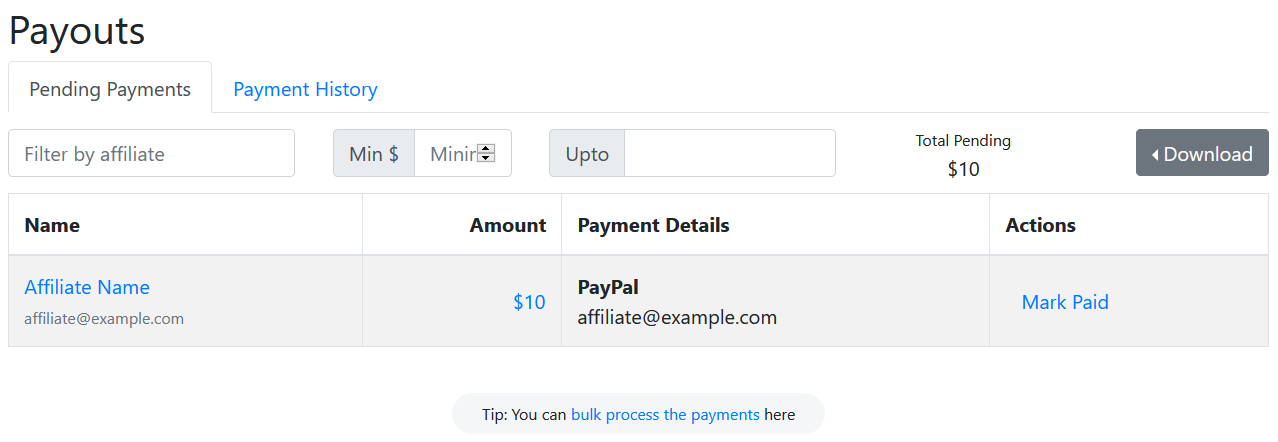 Payouts
Pending Payments Payment History
Filter by affiliate Min $ Minir Upto Total Pending Download
$10
Name Amount Payment Details Actions
Affiliate Name $10 PayPal Mark Paid
affiliate@example.com affiliate@example.com
Tip: You can bulk process the payments here